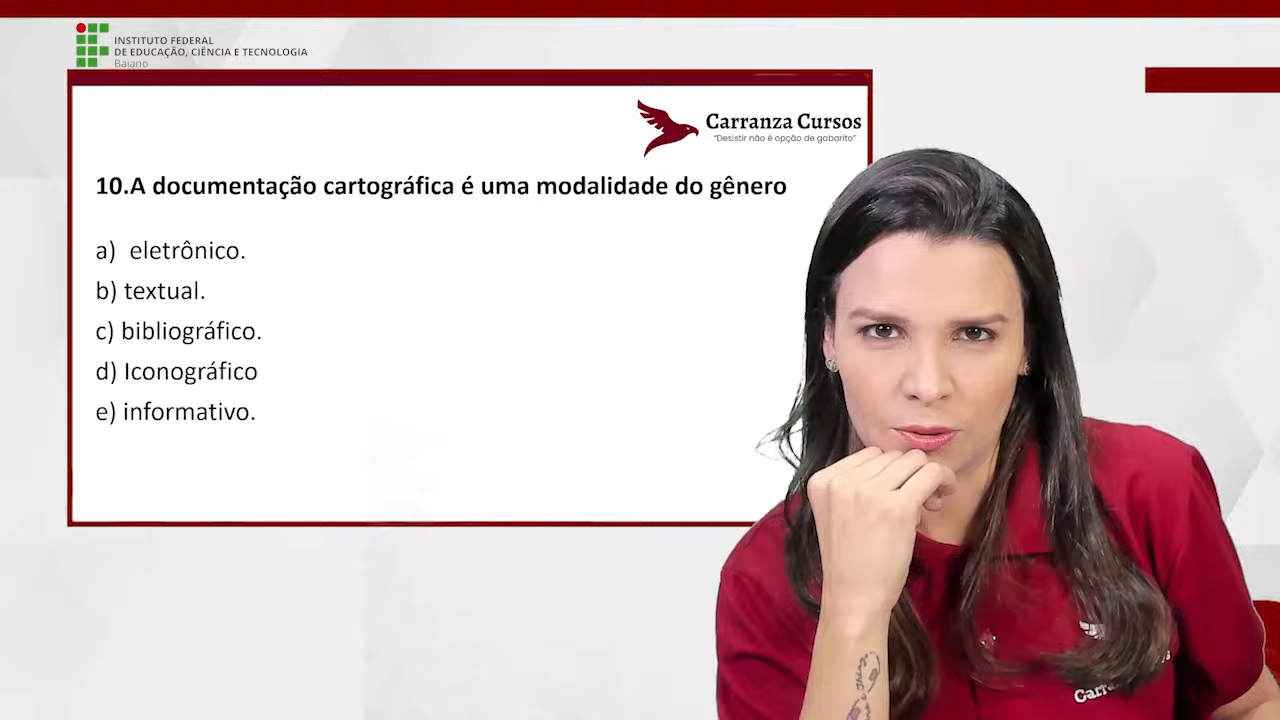 INSTITUTO FEDERAL
DE EDUCAÇÃO, CIÊNCIA E TECNOLOGIA
Baiano
Carranza Cursos
"Desistir não é opção de gabarito"
10.A documentação cartográfica é uma modalidade do gênero
a) eletrônico.
b) textual.
c) bibliográfico.
d) Iconográfico
e) informativo.